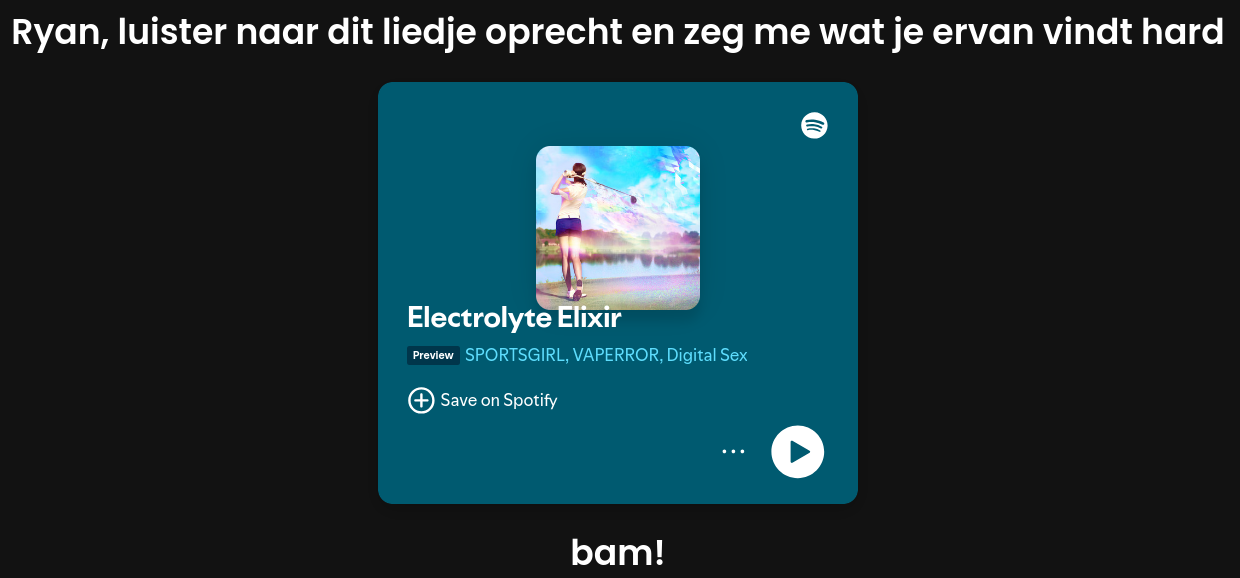 Ryan, luister naar dit liedje oprecht en zeg me wat je ervan vindt hard
Electrolyte Elixir
Preview SPORTSGIRL, VAPERROR, Digital Sex
Save on Spotify
bam!